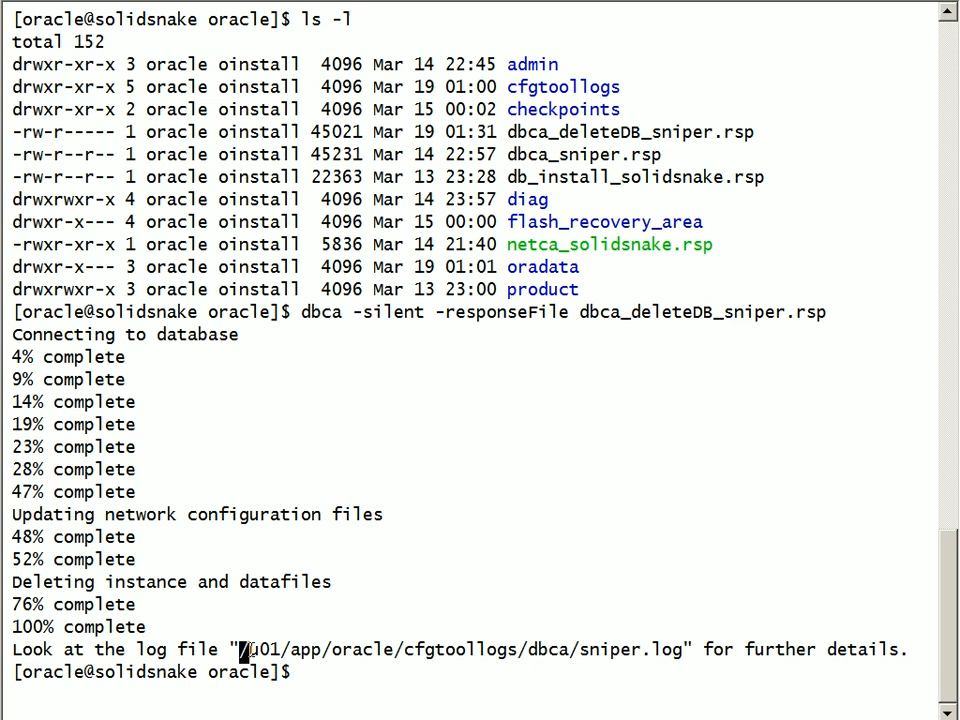 [oracle@solidsnake oracle]$ ls -l
total 152
drwxr-xr-x 3 oracle oinstall  4096 Mar 14 22:45 admin
drwxr-xr-x 5 oracle oinstall  4096 Mar 19 01:00 cfgtoollogs
drwxr-xr-x 2 oracle oinstall  4096 Mar 15 00:02 checkpoints
-rw-r----- 1 oracle oinstall 45021 Mar 19 01:31 dbca_deleteDB_sniper.rsp
-rw-r--r-- 1 oracle oinstall 45231 Mar 14 22:57 dbca_sniper.rsp
-rw-r--r-- 1 oracle oinstall 22363 Mar 13 23:28 db_install_solidsnake.rsp
drwxrwxr-x 4 oracle oinstall  4096 Mar 14 23:57 diag
drwxr-x--- 4 oracle oinstall  4096 Mar 15 00:00 flash_recovery_area
-rwxrwxr-x 1 oracle oinstall  5836 Mar 14 21:40 netca_solidsnake.rsp
drwxr-x--- 3 oracle oinstall  4096 Mar 19 01:01 oradata
drwxrwxr-x 3 oracle oinstall  4096 Mar 13 23:00 product
[oracle@solidsnake oracle]$ dbca -silent -responseFile dbca_deleteDB_sniper.rsp
Connecting to database
4% complete
9% complete
14% complete
19% complete
23% complete
28% complete
47% complete
Updating network configuration files
48% complete
52% complete
Deleting instance and datafiles
76% complete
100% complete
Look at the log file "/u01/app/oracle/cfgtoollogs/dbca/sniper.log" for further details.
[oracle@solidsnake oracle]$